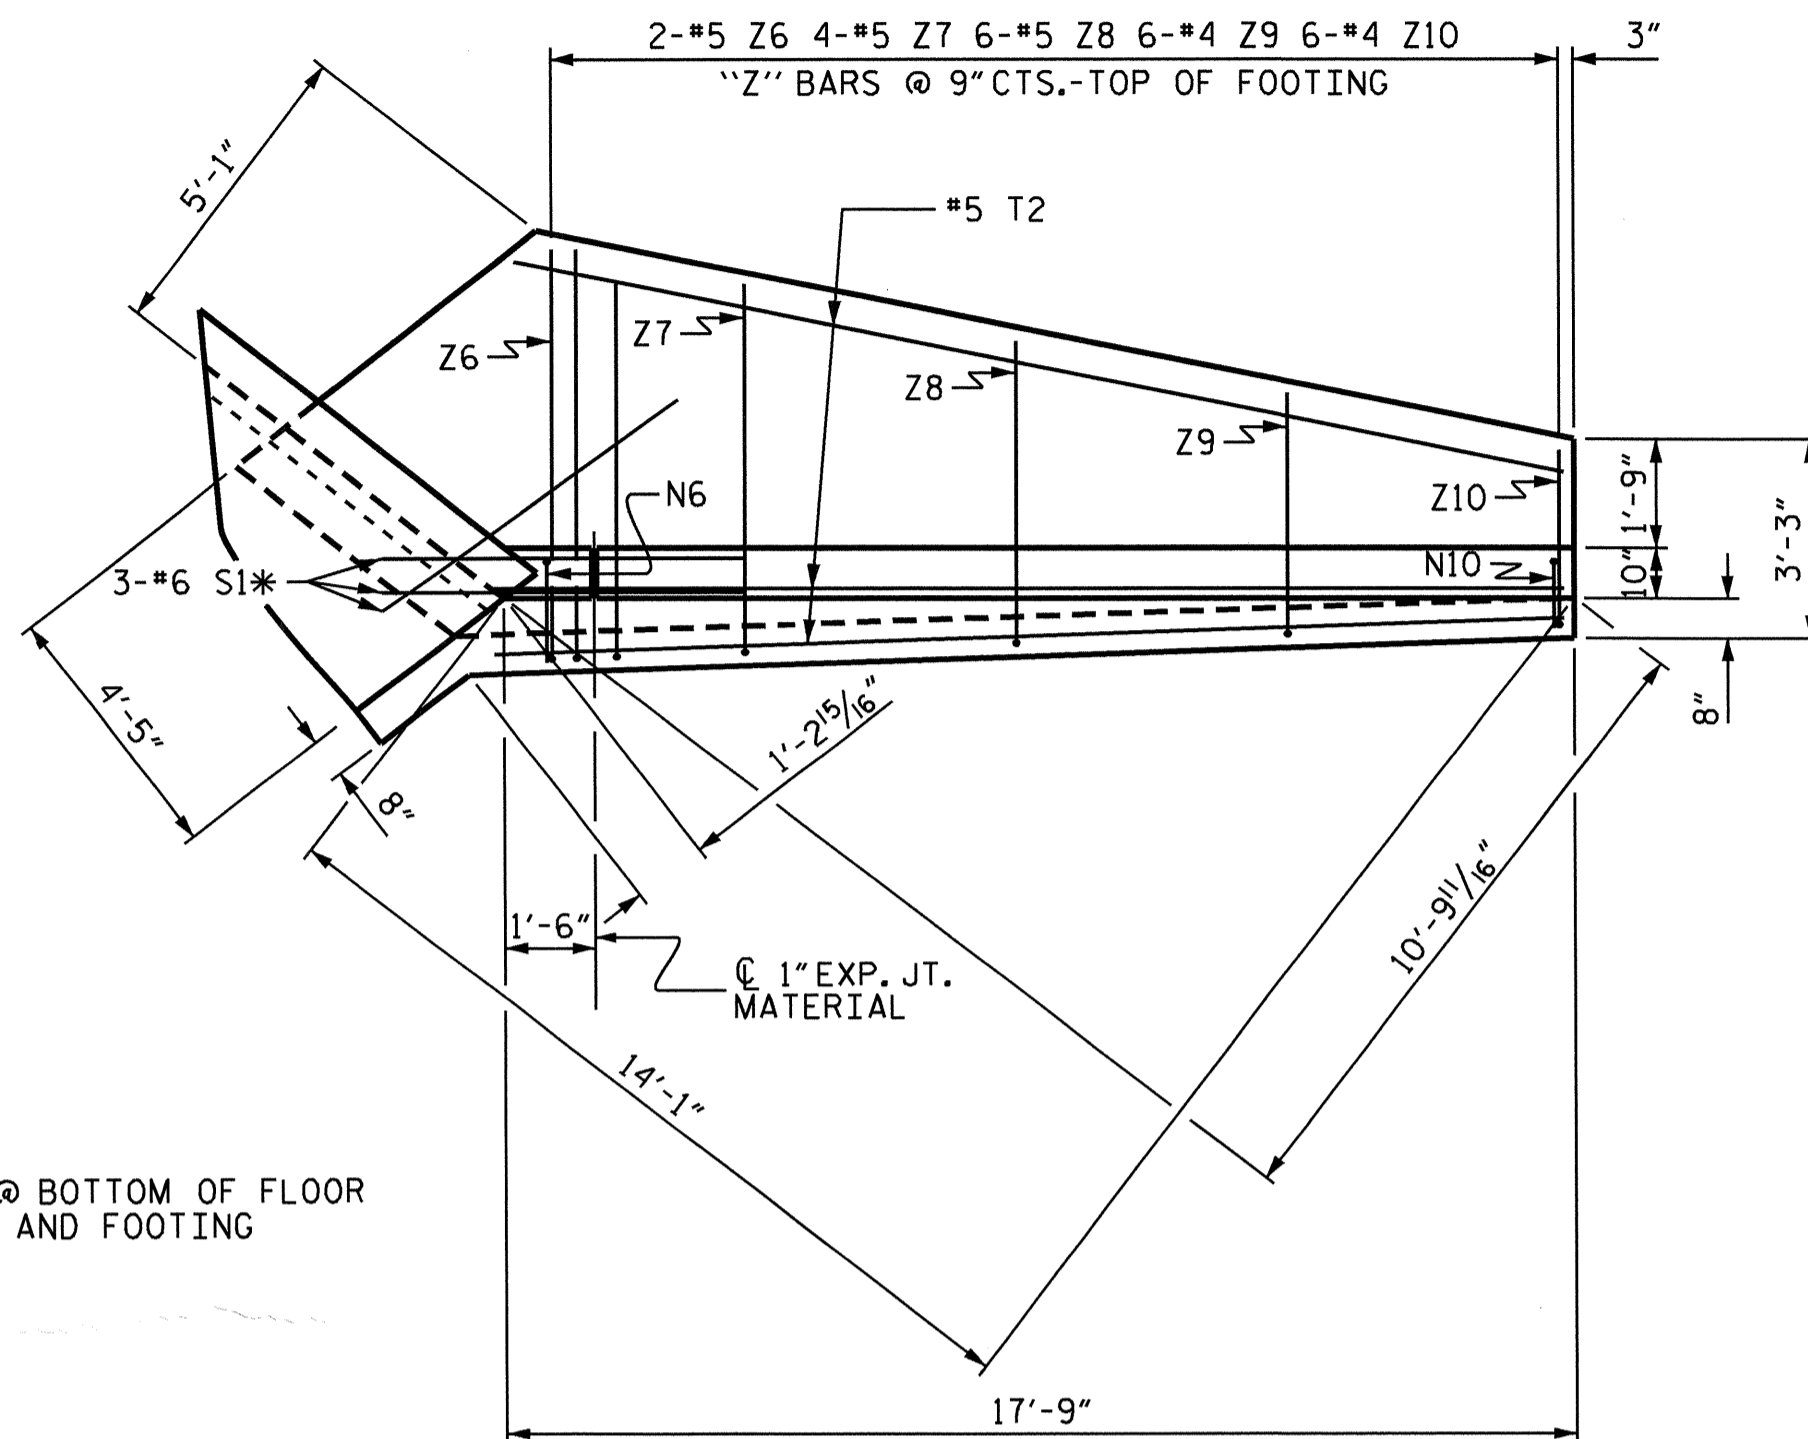 2-#5 Z6 4-#5 Z7 6-#5 Z8 6-#4 Z9 6-#4 Z10
3"
"Z" BARS @ 9" CTS.-TOP OF FOOTING
5'-1"
#5 T2
Z6
Z7
Z8
Z9
Z10
N6
N10
1'-9"
10"
3'-3"
8"
3-#6 S1*
4'-5"
8"
1'-2 15/16"
10'-9 11/16"
1'-6"
℄ 1" EXP. JT.
MATERIAL
14'-1"
@ BOTTOM OF FLOOR
AND FOOTING
17'-9"